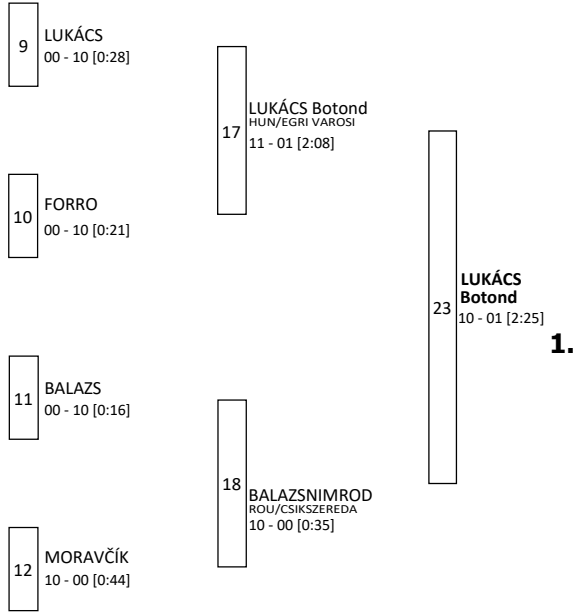 9
LUKÁCS
00 - 10 [0:28]
10
FORRO
00 - 10 [0:21]
11
BALAZS
00 - 10 [0:16]
12
MORAVČÍK
10 - 00 [0:44]
17
LUKÁCS Botond
HUN/EGRI VAROSI
11 - 01 [2:08]
18
BALAZSNIMROD
ROU/CSIKSZEREDA
10 - 00 [0:35]
23
LUKÁCS
Botond
10 - 01 [2:25]
1.